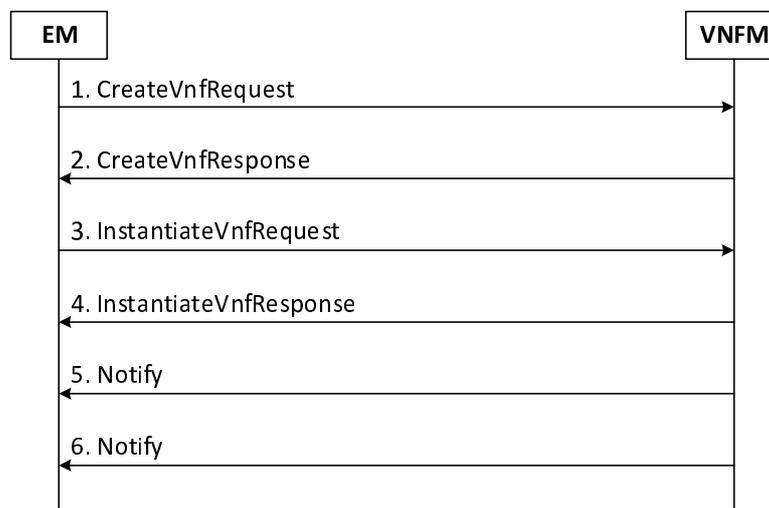 EM
VNFM
1. CreateVnfRequest
2. CreateVnfResponse
3. InstantiateVnfRequest
4. InstantiateVnfResponse
5. Notify
6. Notify